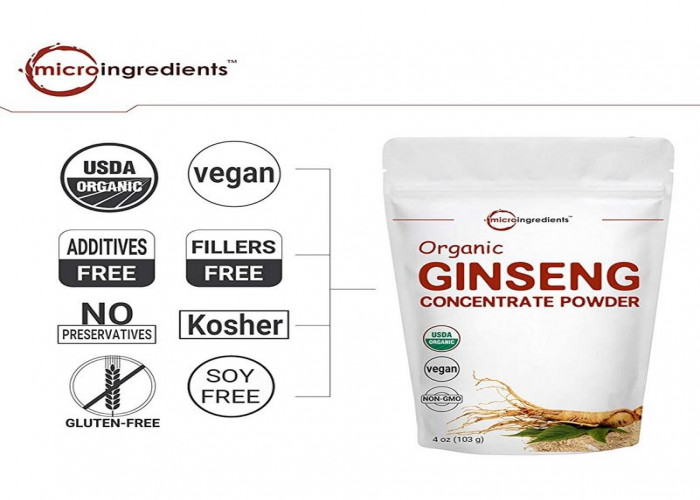 microingredients™
USDA
ORGANIC
vegan
ADDITIVES
FREE
FILLERS
FREE
NO
PRESERVATIVES
Kosher
GLUTEN-FREE
SOY
FREE
microingredients™
Organic
GINSENG
CONCENTRATE POWDER
USDA
ORGANIC
vegan
NON-GMO
4 oz (103 g)